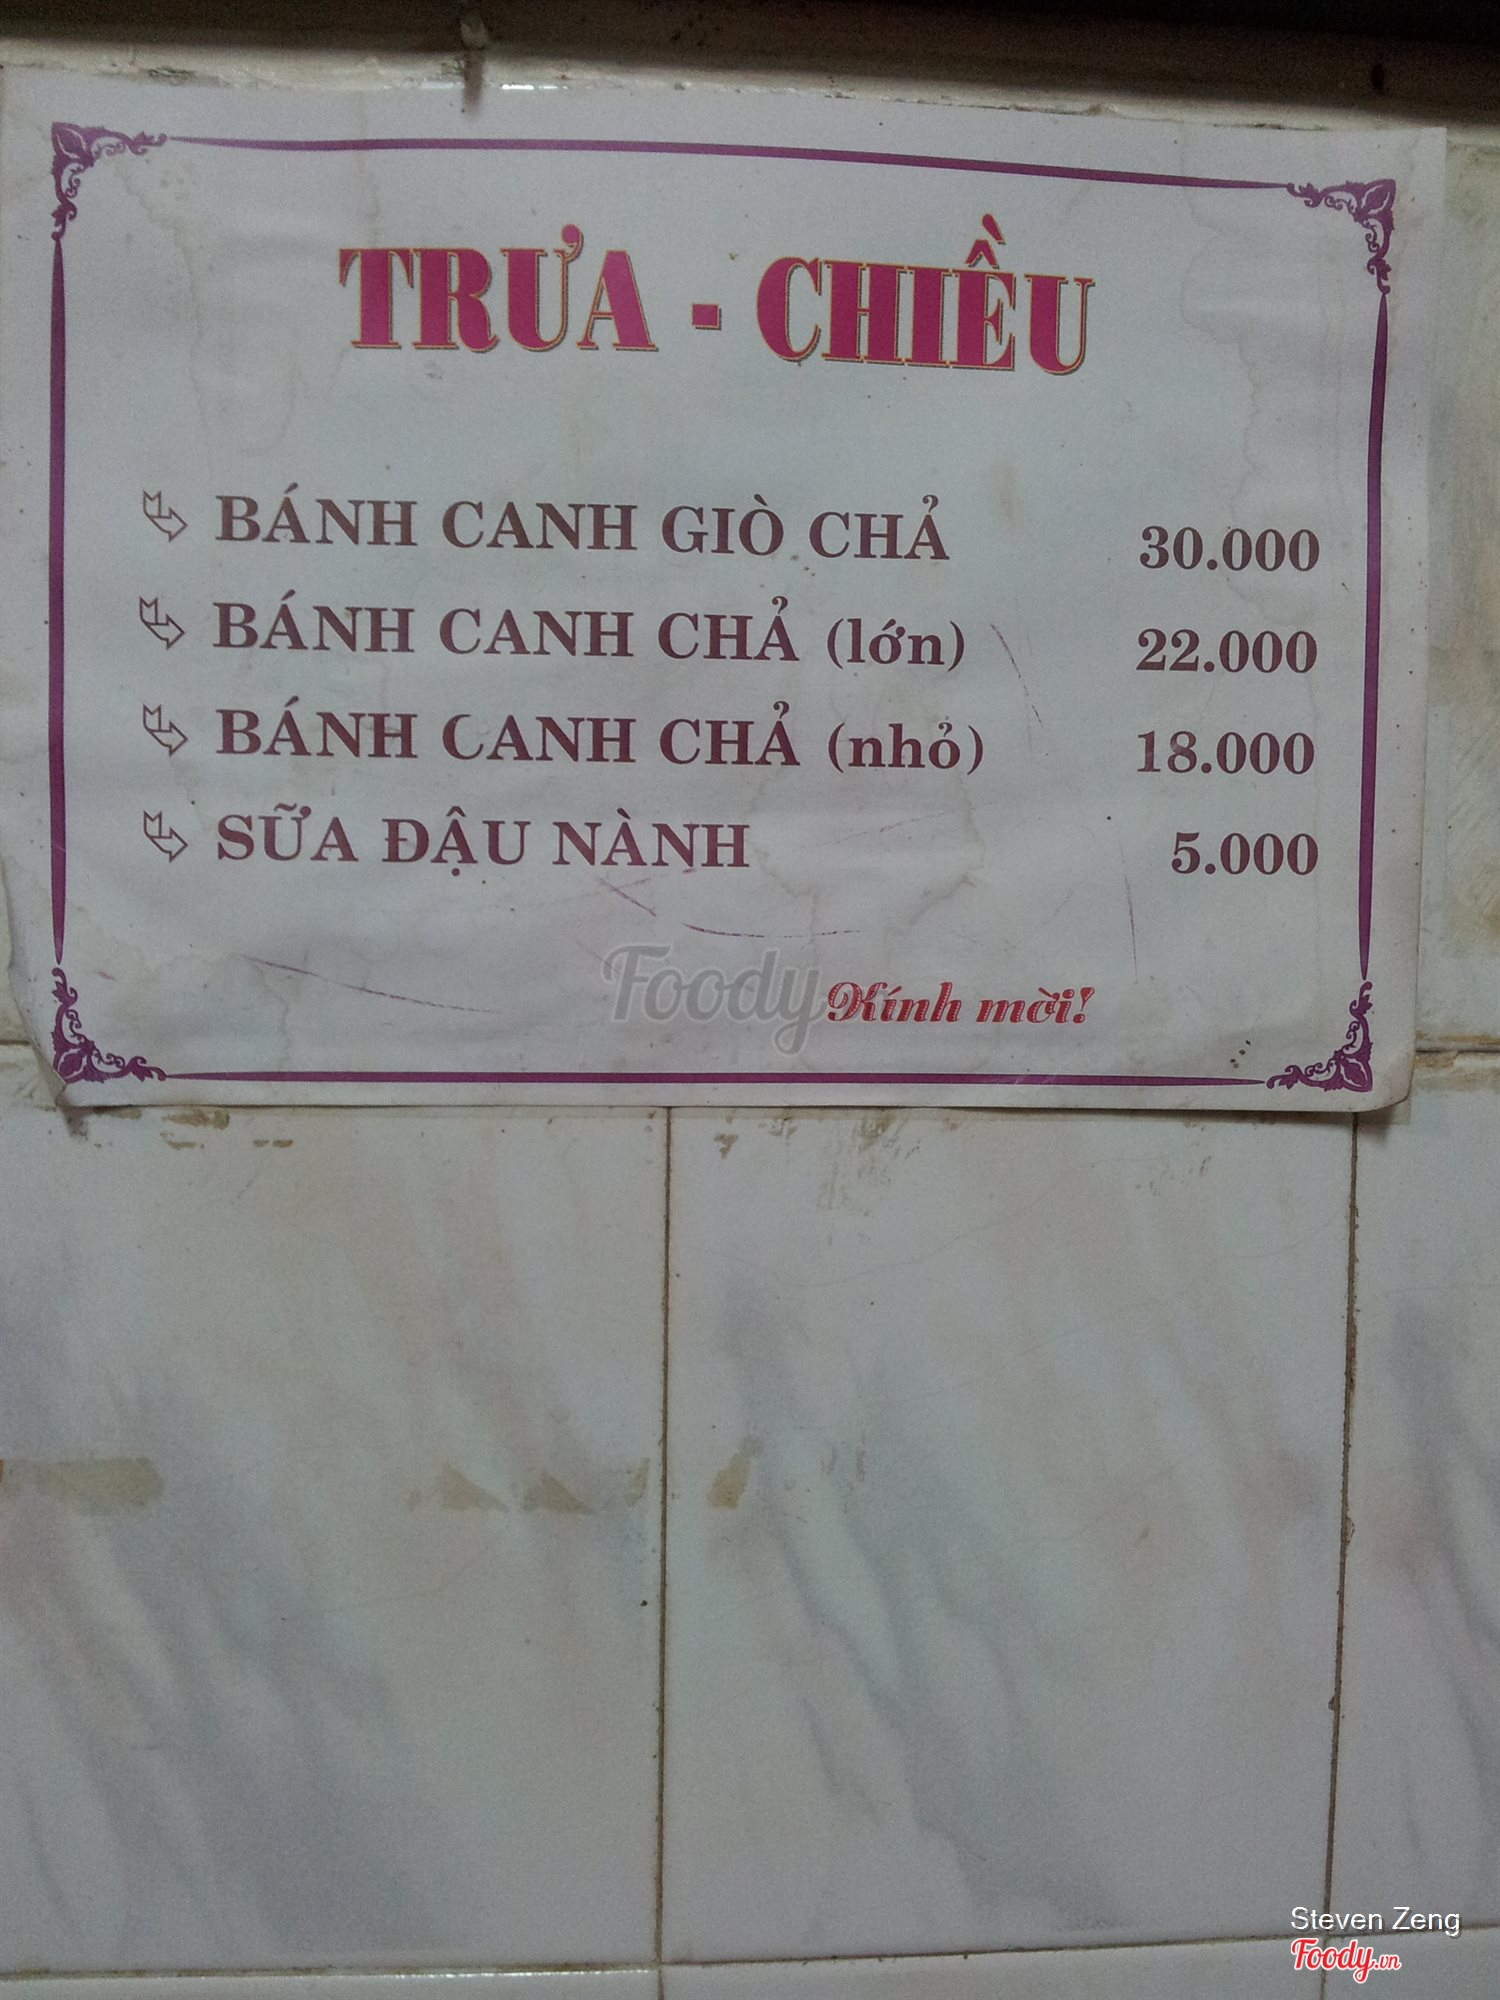 TRƯA - CHIỀU
BÁNH CANH GIÒ CHẢ 30.000
BÁNH CANH CHẢ (lớn) 22.000
BÁNH CANH CHẢ (nhỏ) 18.000
SỮA ĐẬU NÀNH 5.000
Foody Kính mời!
Steven Zeng
Foody.vn